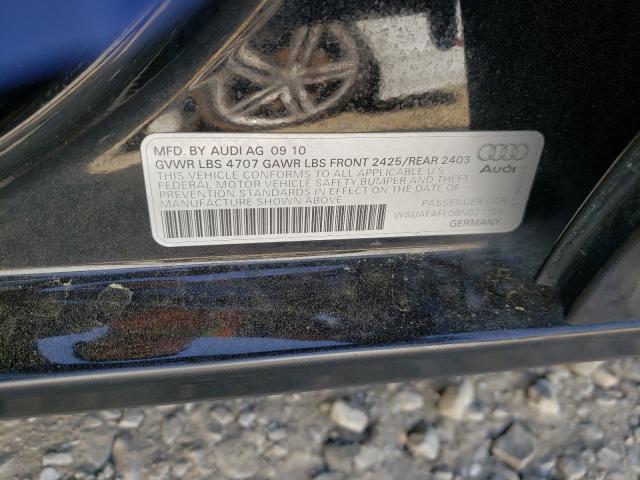 MFD. BY AUDI AG 09 10
GVWR LBS 4707 GAWR LBS FRONT 2425/REAR 2403
THIS VEHICLE CONFORMS TO ALL APPLICABLE U S
FEDERAL MOTOR VEHICLE SAFETY BUMPER AND THEFT
PREVENTION STANDARDS IN EFFECT ON THE DATE OF
MANUFACTURE SHOWN ABOVE
Audi
PASSENGER CAR
GERMANY